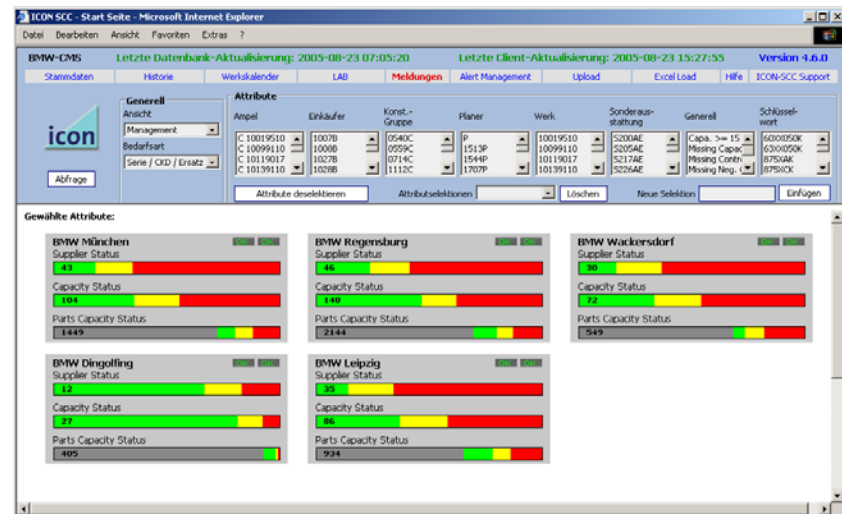 ICON SCC - Start Seite - Microsoft Internet Explorer
Datei Bearbeiten Ansicht Favoriten Extras ?
BMW-CMS Letzte Datenbank-Aktualisierung: 2005-08-23 07:05:20 Letzte Client-Aktualisierung: 2005-08-23 15:27:55 Version 4.6.0
Stammdaten Historie Werkskalender LAB Meldungen Alert Management Upload Excel Load Hilfe ICON-SCC Support
icon
Abfrage
Generell
Ansicht
Management
Bedarfsart
Serie / CKD / Ersatz
Attribute
Ampel Einkäufer Konst.-Gruppe Planer Werk Sonderaus-stattung Generell Schlüssel-wort
C 10019510 1007B 0540C P 10019510 S200AE Capa. >= 15 60XX050K
C 10099110 1008B 0559C 1513P 10099110 S205AE Missing Capac 63XX050K
C 10119017 1027B 0714C 1544P 10119017 S217AE Missing Contr 875XAK
C 10139110 1028B 1112C 1707P 10139110 S226AE Missing Neg. 875XCK
Attribute deselektieren Attributselektionen Löschen Neue Selektion Einfügen
Gewählte Attribute:
BMW München
Supplier Status
43
Capacity Status
104
Parts Capacity Status
1449
BMW Regensburg
Supplier Status
46
Capacity Status
140
Parts Capacity Status
2144
BMW Wackersdorf
Supplier Status
30
Capacity Status
72
Parts Capacity Status
549
BMW Dingolfing
Supplier Status
12
Capacity Status
27
Parts Capacity Status
405
BMW Leipzig
Supplier Status
35
Capacity Status
86
Parts Capacity Status
934